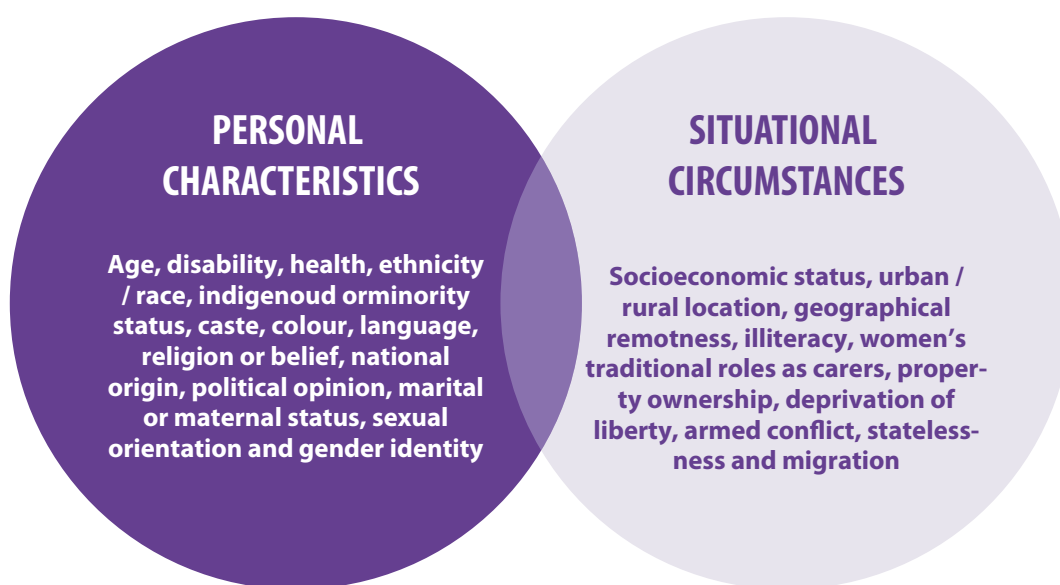 PERSONAL
CHARACTERISTICS
Age, disability, health, ethnicity
/ race, indigenoud orminority
status, caste, colour, language,
religion or belief, national
origin, political opinion, marital
or maternal status, sexual
orientation and gender identity
SITUATIONAL
CIRCUMSTANCES
Socioeconomic status, urban /
rural location, geographical
remotness, illiteracy, women’s
traditional roles as carers, proper-
ty ownership, deprivation of
liberty, armed conflict, stateless-
ness and migration